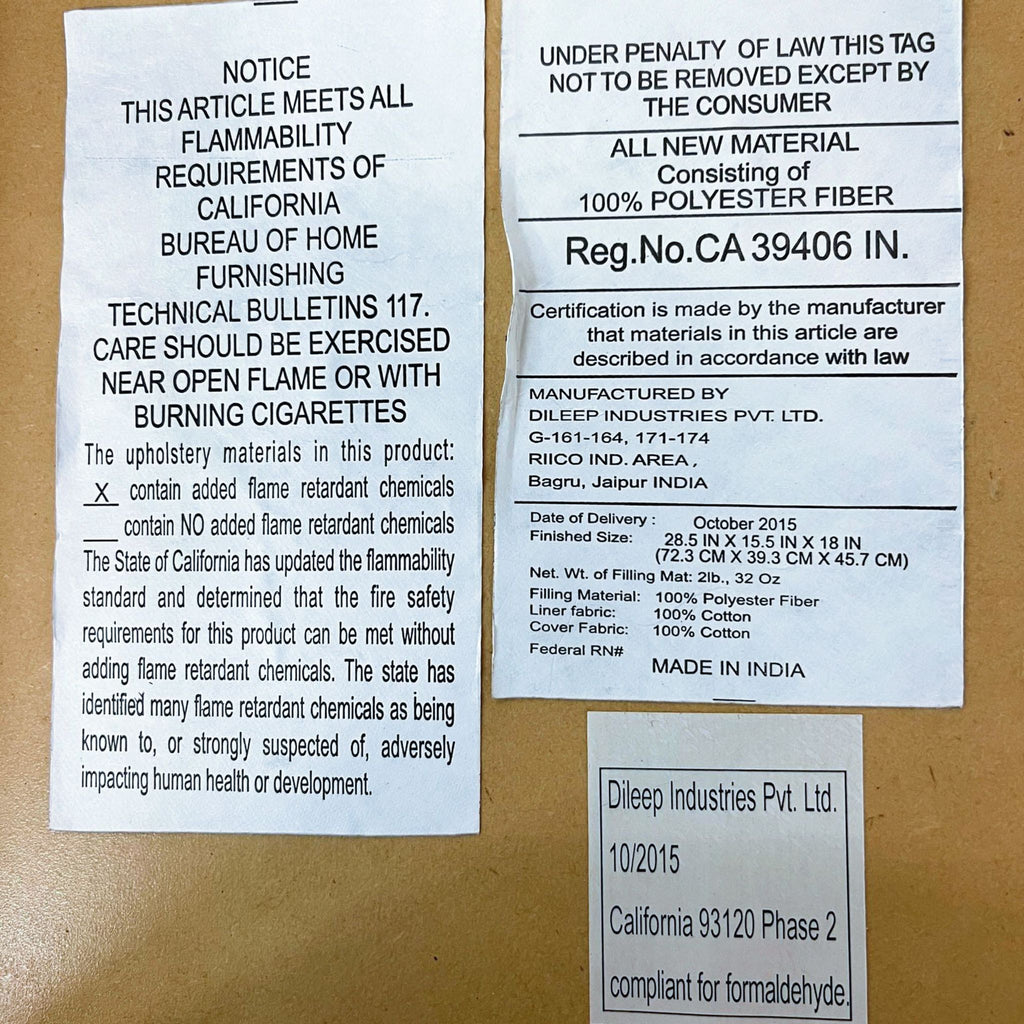 NOTICE
THIS ARTICLE MEETS ALL
FLAMMABILITY
REQUIREMENTS OF
CALIFORNIA
BUREAU OF HOME
FURNISHING
TECHNICAL BULLETINS 117.
CARE SHOULD BE EXERCISED
NEAR OPEN FLAME OR WITH
BURNING CIGARETTES
The upholstery materials in this product:
X contain added flame retardant chemicals
___ contain NO added flame retardant chemicals
The State of California has updated the flammability
standard and determined that the fire safety
requirements for this product can be met without
adding flame retardant chemicals. The state has
identified many flame retardant chemicals as being
known to, or strongly suspected of, adversely
impacting human health or development.
UNDER PENALTY OF LAW THIS TAG
NOT TO BE REMOVED EXCEPT BY
THE CONSUMER
ALL NEW MATERIAL
Consisting of
100% POLYESTER FIBER
Reg.No.CA 39406 IN.
Certification is made by the manufacturer
that materials in this article are
described in accordance with law
MANUFACTURED BY
DILEEP INDUSTRIES PVT. LTD.
G-161-164, 171-174
RIICO IND. AREA,
Bagru, Jaipur INDIA
Date of Delivery : October 2015
Finished Size: 28.5 IN X 15.5 IN X 18 IN
(72.3 CM X 39.3 CM X 45.7 CM)
Net. Wt. of Filling Mat: 2lb., 32 Oz
Filling Material: 100% Polyester Fiber
Liner fabric: 100% Cotton
Cover Fabric: 100% Cotton
Federal RN#
MADE IN INDIA
Dileep Industries Pvt. Ltd.
10/2015
California 93120 Phase 2
compliant for formaldehyde.